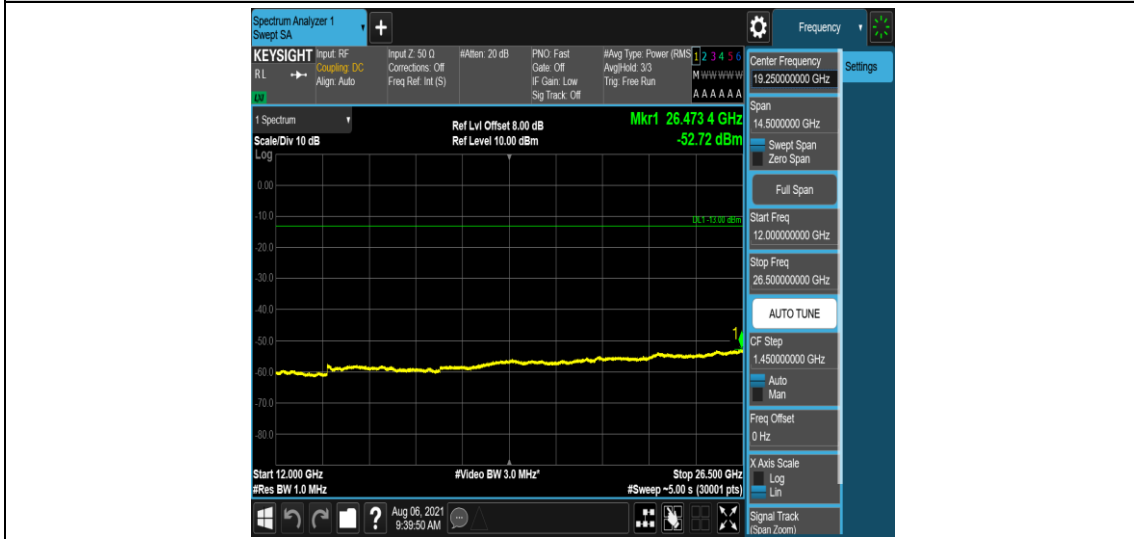 Spectrum Analyzer 1
Swept SA
+
Frequency
KEYSIGHT
RL
Input: RF
Coupling: DC
Align: Auto
Input Z: 50 Ω
Corrections: Off
Freq Ref: Int (S)
#Atten: 20 dB
PNO: Fast
Gate: Off
IF Gain: Low
Sig Track: Off
#Avg Type: Power (RMS
Avg|Hold: 3/3
Trig: Free Run
1 2 3 4 5 6
M W W W W W
A A A A A A
1 Spectrum
Scale/Div 10 dB
Log
Ref Lvl Offset 8.00 dB
Ref Level 10.00 dBm
Mkr1 26.473 4 GHz
-52.72 dBm
0.00
-10.0
DL1 -13.00 dBm
-20.0
-30.0
-40.0
1
-50.0
-60.0
-70.0
-80.0
Start 12.000 GHz
#Res BW 1.0 MHz
#Video BW 3.0 MHz*
Stop 26.500 GHz
#Sweep ~5.00 s (30001 pts)
?
Aug 06, 2021
9:39:50 AM
Center Frequency
19.250000000 GHz
Settings
Span
14.5000000 GHz
Swept Span
Zero Span
Full Span
Start Freq
12.000000000 GHz
Stop Freq
26.500000000 GHz
AUTO TUNE
CF Step
1.450000000 GHz
Auto
Man
Freq Offset
0 Hz
X Axis Scale
Log
Lin
Signal Track
(Span Zoom)